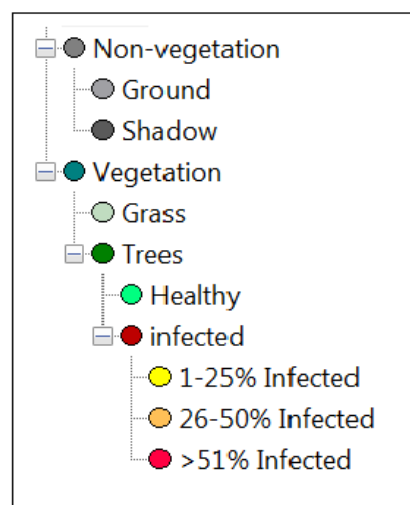 Non-vegetation
Ground
Shadow
Vegetation
Grass
Trees
Healthy
infected
1-25% Infected
26-50% Infected
>51% Infected